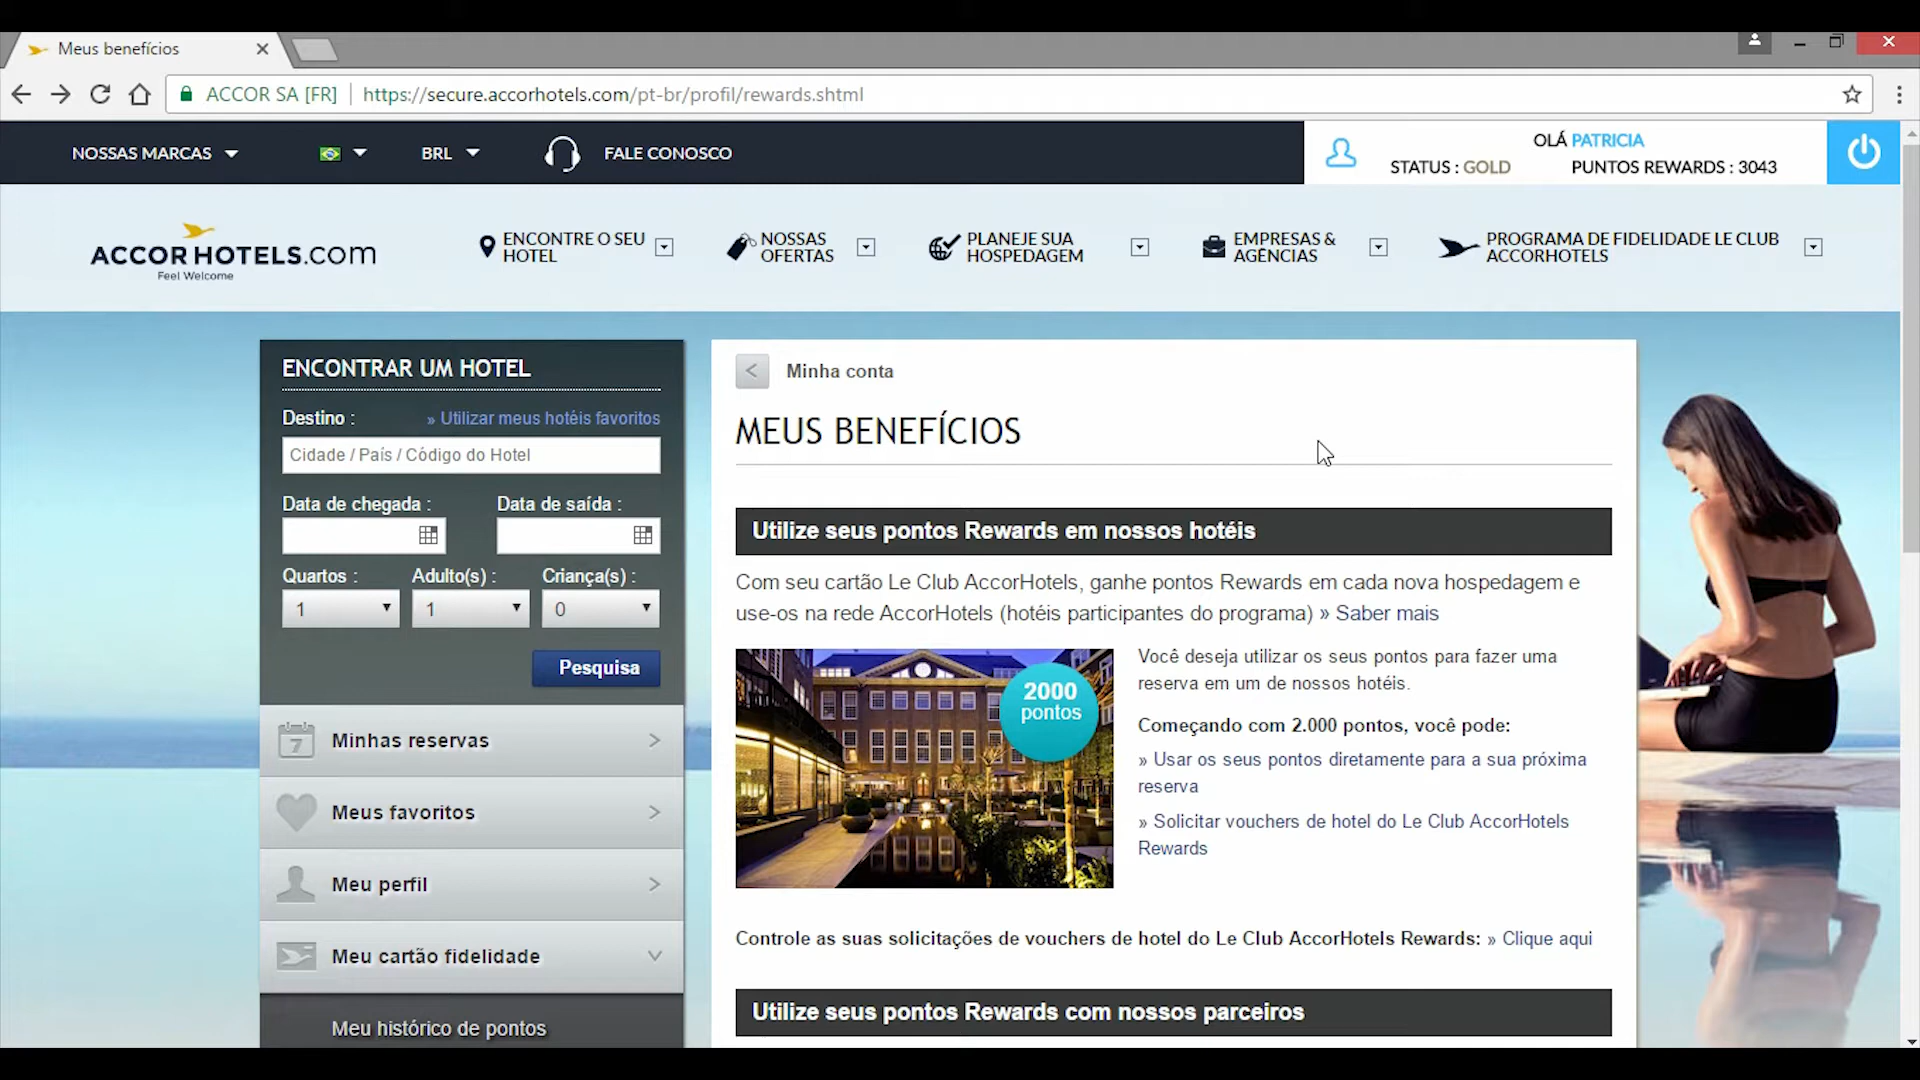 Meus benefícios
ACCOR SA [FR]
https://secure.accorhotels.com/pt-br/profil/rewards.shtml
NOSSAS MARCAS
BRL
FALE CONOSCO
OLÁ PATRICIA
STATUS : GOLD
PUNTOS REWARDS : 3043
ACCORHOTELS.com
Feel Welcome
ENCONTRE O SEU
HOTEL
NOSSAS
OFERTAS
PLANEJE SUA
HOSPEDAGEM
EMPRESAS &
AGÊNCIAS
PROGRAMA DE FIDELIDADE LE CLUB
ACCORHOTELS
ENCONTRAR UM HOTEL
Destino :
» Utilizar meus hotéis favoritos
Cidade / País / Código do Hotel
Data de chegada :
Data de saída :
Quartos :
Adulto(s) :
Criança(s) :
1
1
0
Pesquisa
7
Minhas reservas
Meus favoritos
Meu perfil
Meu cartão fidelidade
Meu histórico de pontos
< Minha conta
MEUS BENEFÍCIOS
Utilize seus pontos Rewards em nossos hotéis
Com seu cartão Le Club AccorHotels, ganhe pontos Rewards em cada nova hospedagem e
use-os na rede AccorHotels (hotéis participantes do programa) » Saber mais
2000
pontos
Você deseja utilizar os seus pontos para fazer uma
reserva em um de nossos hotéis.
Começando com 2.000 pontos, você pode:
» Usar os seus pontos diretamente para a sua próxima
reserva
» Solicitar vouchers de hotel do Le Club AccorHotels
Rewards
Controle as suas solicitações de vouchers de hotel do Le Club AccorHotels Rewards: » Clique aqui
Utilize seus pontos Rewards com nossos parceiros